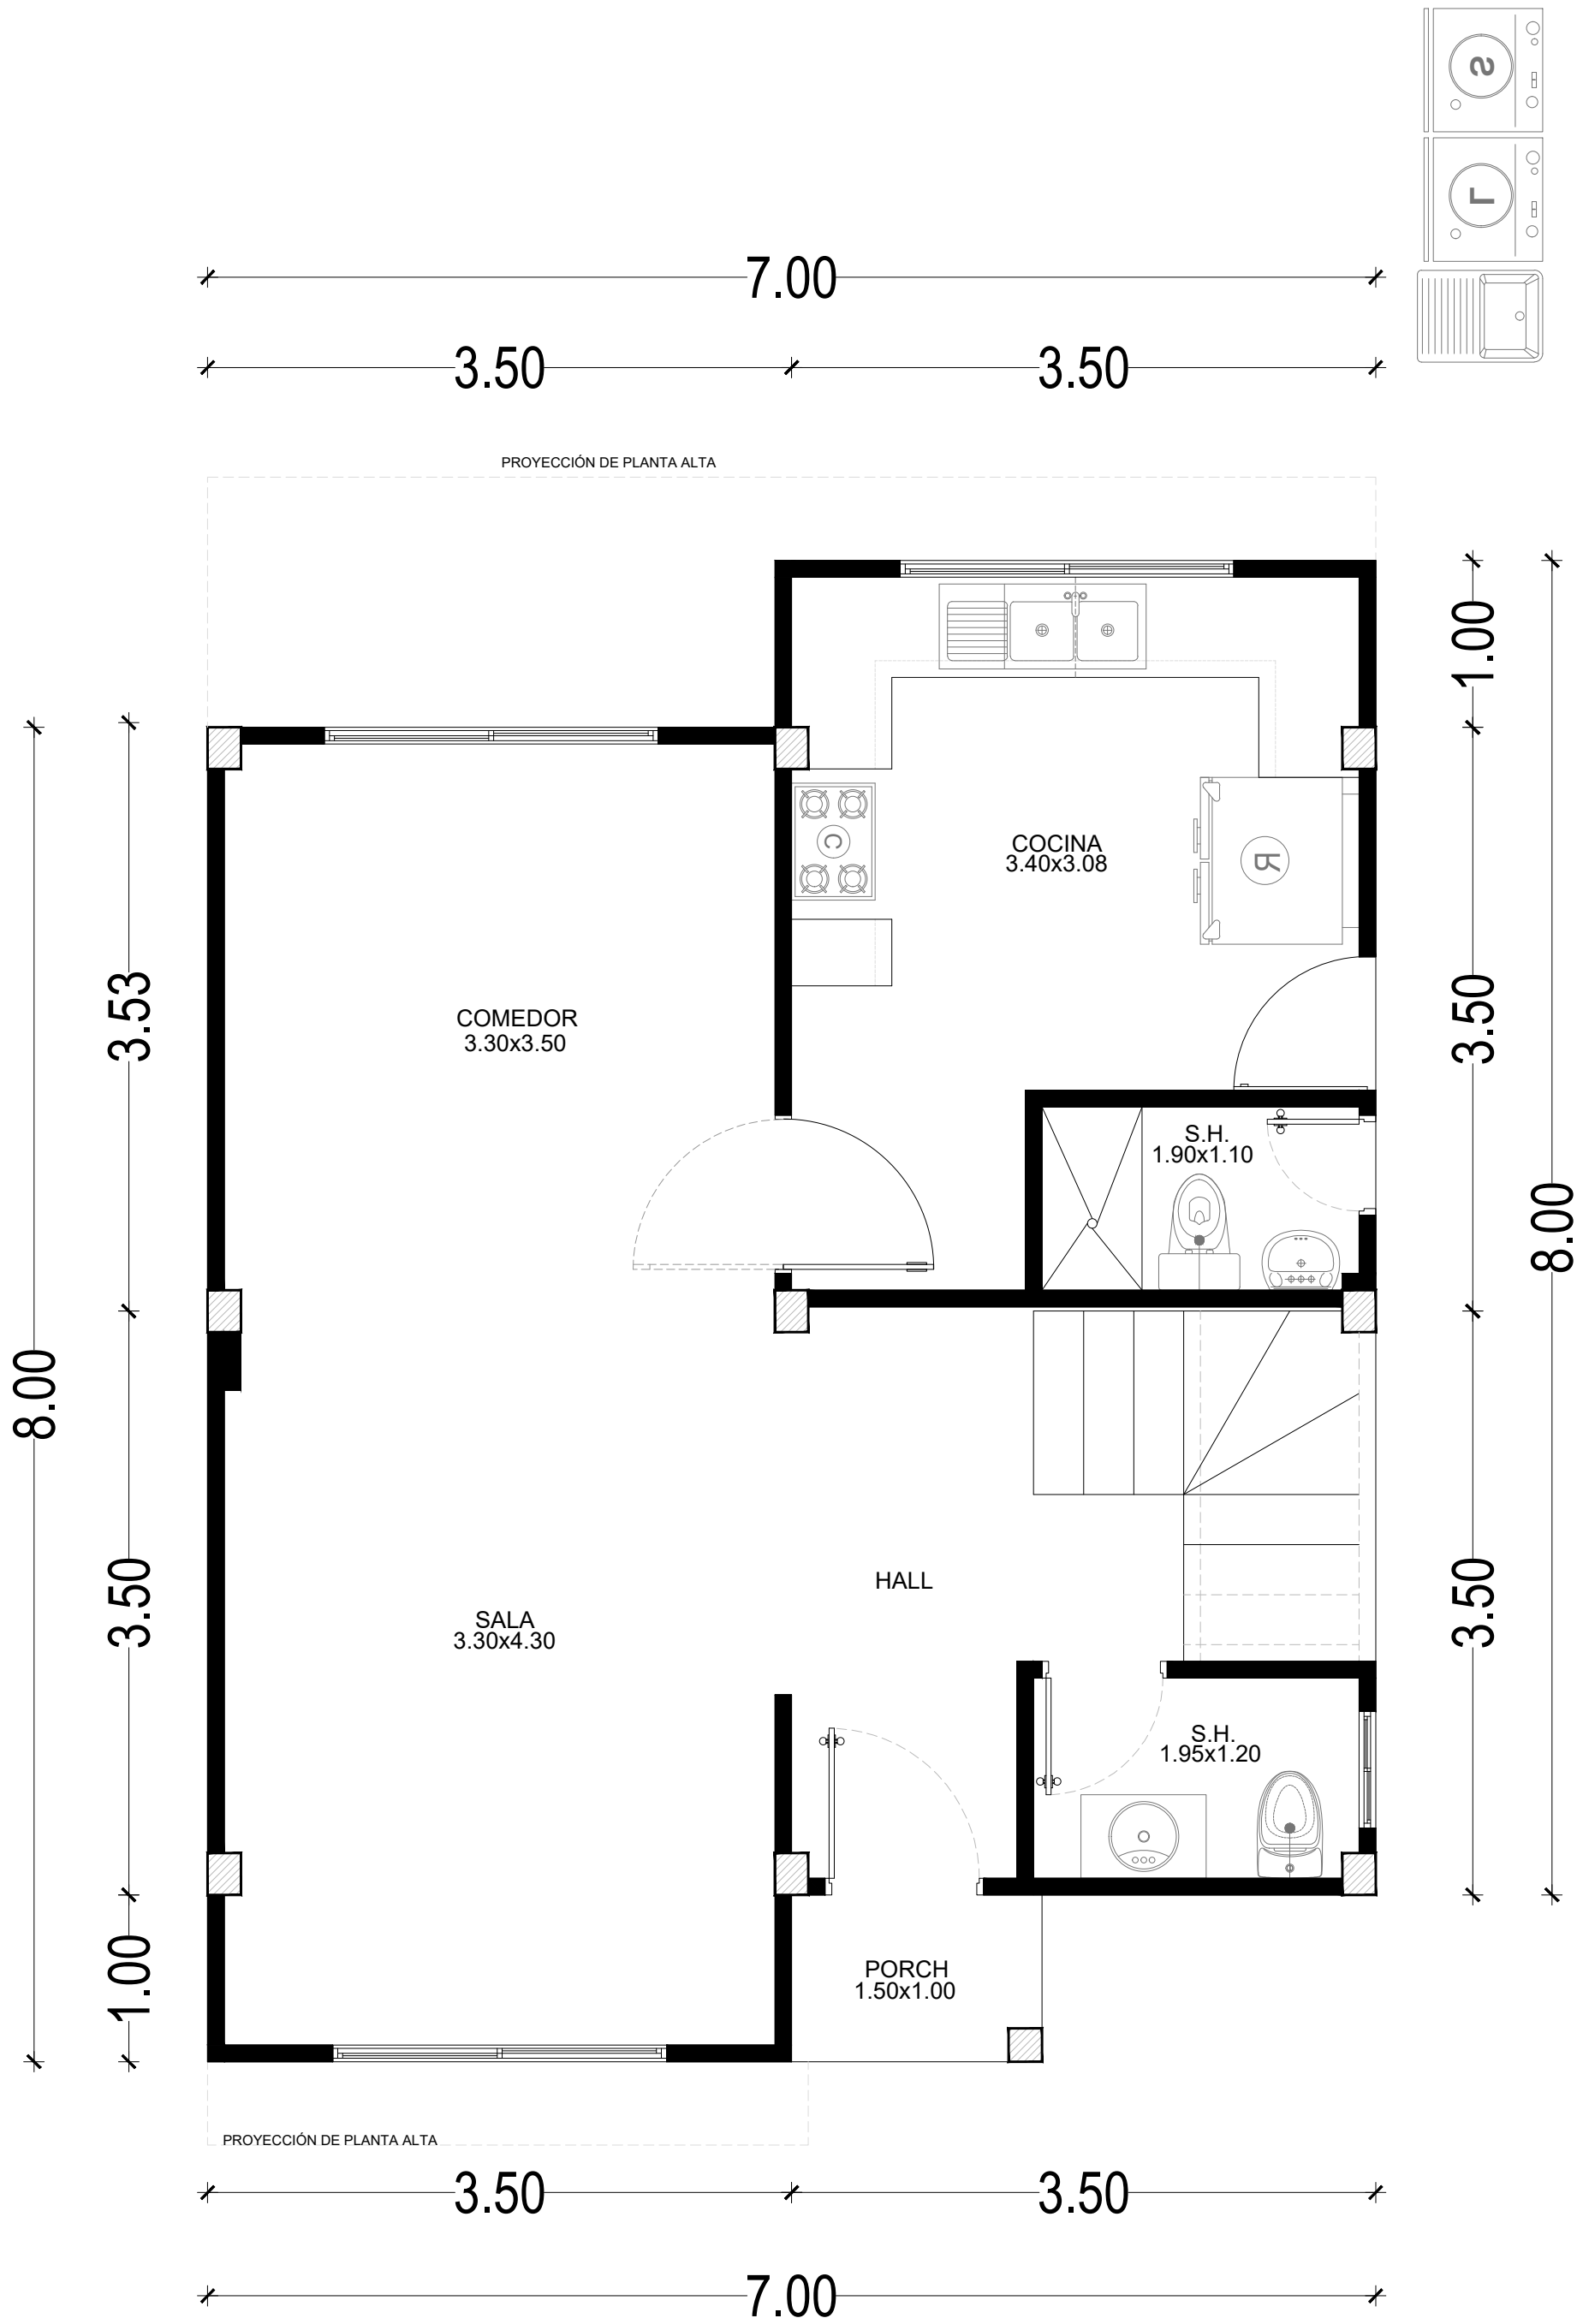 S
L
7.00
3.50
3.50
PROYECCIÓN DE PLANTA ALTA
1.00
COCINA
3.40x3.08
C
R
3.53
COMEDOR
3.30x3.50
3.50
S.H.
1.90x1.10
8.00
8.00
HALL
3.50
SALA
3.30x4.30
3.50
S.H.
1.95x1.20
1.00
PORCH
1.50x1.00
PROYECCIÓN DE PLANTA ALTA
3.50
3.50
7.00